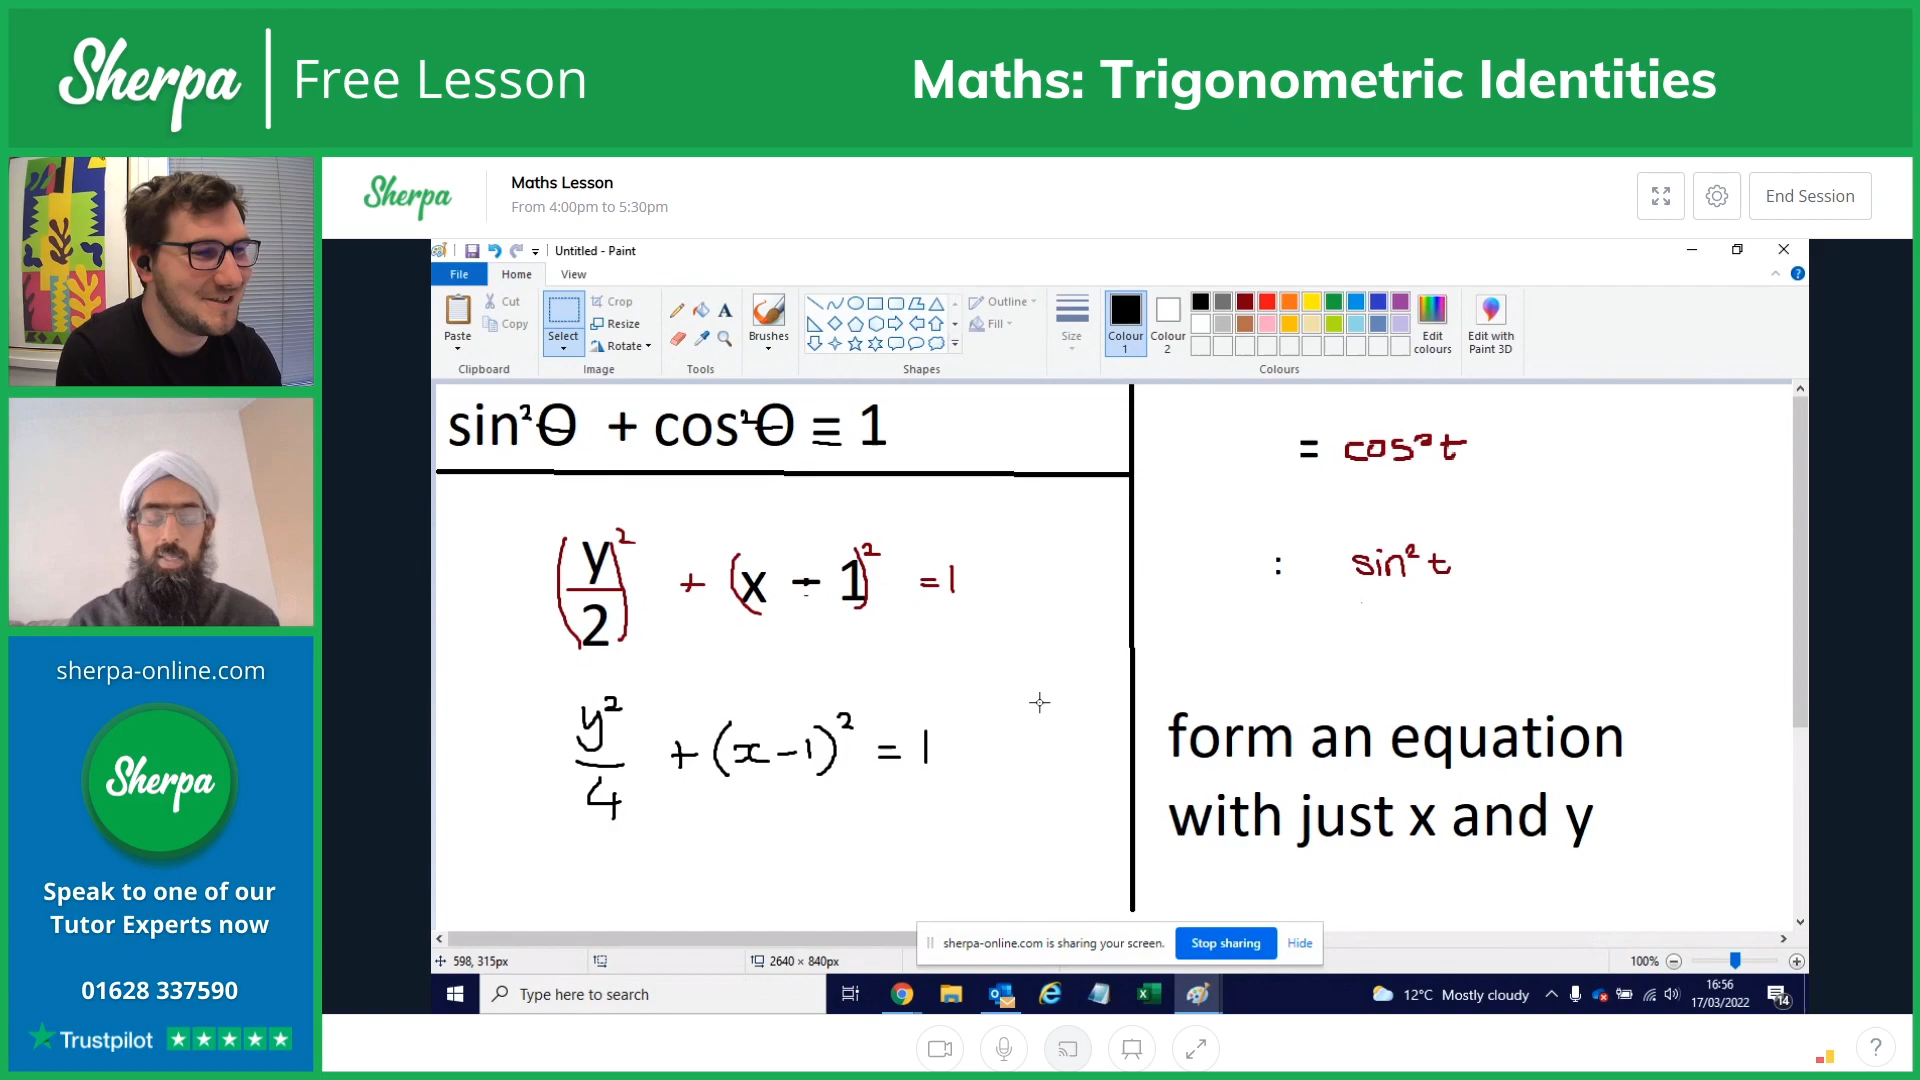 Sherpa
Free Lesson
Maths: Trigonometric Identities
Sherpa
Maths Lesson
From 4:00pm to 5:30pm
End Session
Untitled - Paint
File
Home
View
Paste
Cut
Copy
Clipboard
Select
Crop
Resize
Rotate
Image
A
Tools
Brushes
Outline
Fill
Shapes
Size
Colour 1
Colour 2
Edit colours
Edit with Paint 3D
Colours
sin²Θ + cos²Θ ≡ 1
(y/2)² + (x - 1)² = 1
y²/4 + (x-1)² = 1
= cos²t
: sin²t
form an equation
with just x and y
sherpa-online.com is sharing your screen.
Stop sharing
Hide
598, 315px
2640 × 840px
100%
Type here to search
12°C Mostly cloudy
16:56
17/03/2022
14
sherpa-online.com
Sherpa
Speak to one of our
Tutor Experts now
01628 337590
Trustpilot
?